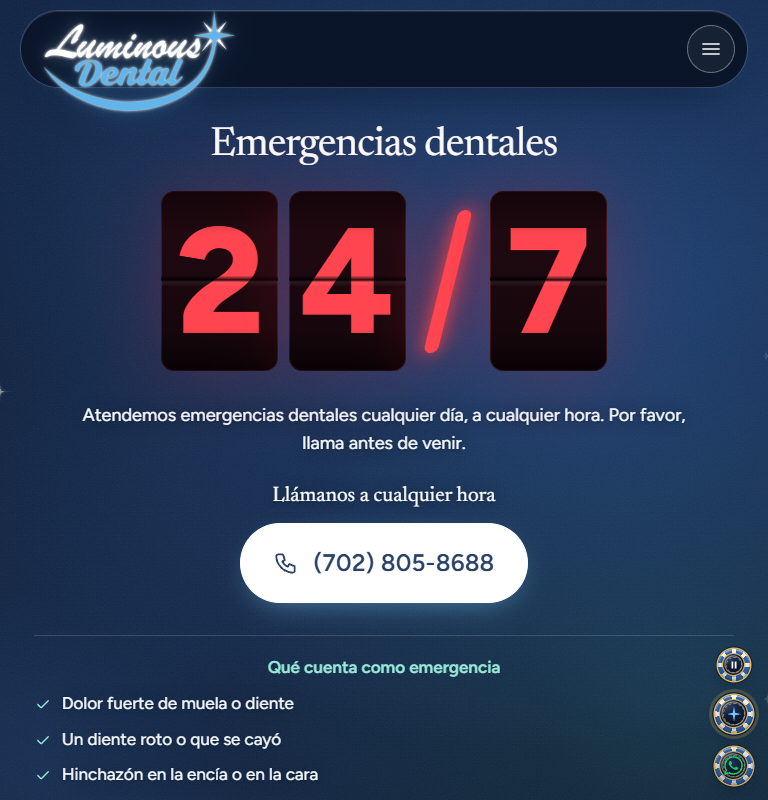 Luminous
Dental
Emergencias dentales
24/7
Atendemos emergencias dentales cualquier día, a cualquier hora. Por favor,
llama antes de venir.
Llámanos a cualquier hora
(702) 805-8688
Qué cuenta como emergencia
Dolor fuerte de muela o diente
Un diente roto o que se cayó
Hinchazón en la encía o en la cara